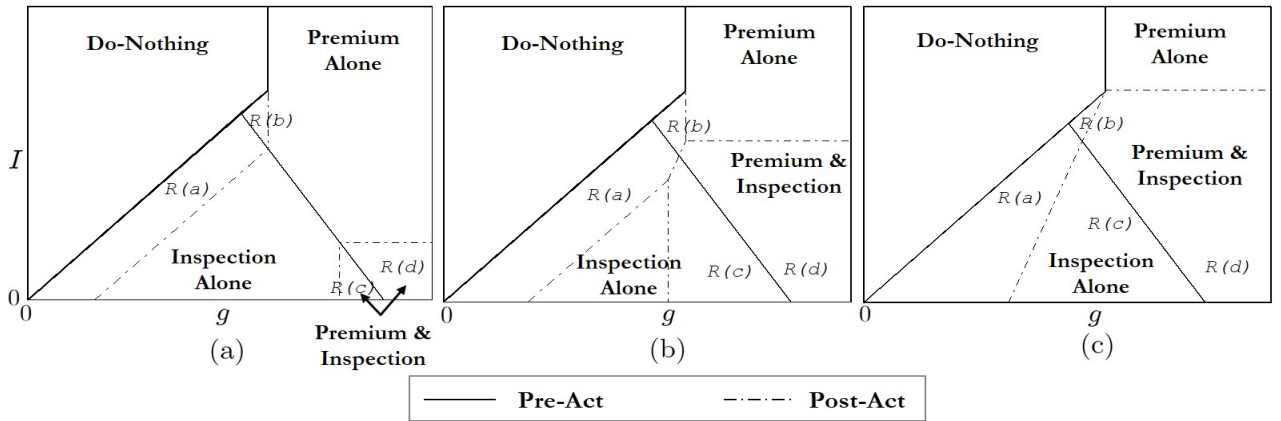 Do-Nothing
Premium
Alone
R(b)
I
R(a)
Inspection
Alone
R(d)
R(c)
0
0
g
Premium &
Inspection
(a)
Do-Nothing
Premium
Alone
R(b)
Premium &
Inspection
R(a)
Inspection
Alone
R(c)
R(d)
0
g
(b)
Do-Nothing
Premium
Alone
R(b)
Premium &
Inspection
R(a)
R(c)
Inspection
Alone
R(d)
0
g
(c)
Pre-Act
Post-Act